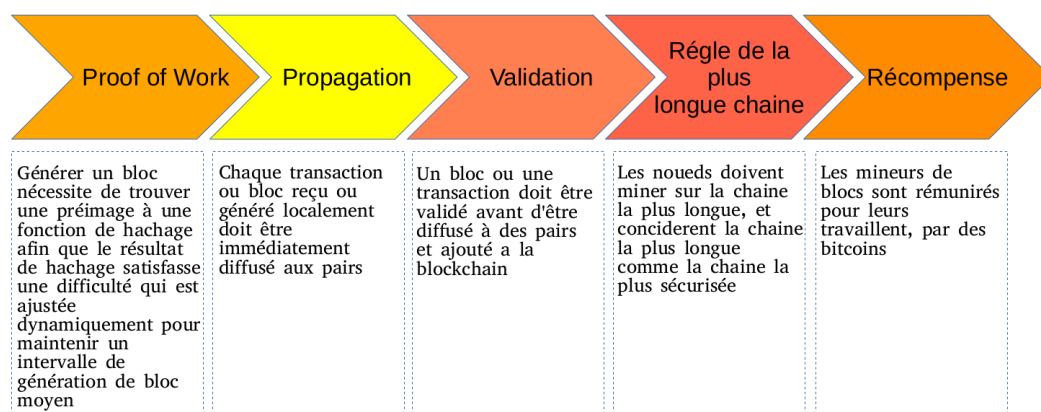 Proof of Work
Propagation
Validation
Régle de la
plus
longue chaine
Récompense
Générer un bloc
nécessite de trouver
une préimage à une
fonction de hachage
afin que le résultat
de hachage satisfasse
une difficulté qui est
ajustée
dynamiquement pour
maintenir un
intervalle de
génération de bloc
moyen
Chaque transaction
ou bloc reçu ou
généré localement
doit être
immédiatement
diffusé aux pairs
Un bloc ou une
transaction doit être
validé avant d'être
diffusé à des pairs
et ajouté a la
blockchain
Les noueds doivent
miner sur la chaine
la plus longue, et
conciderent la chaine
la plus longue
comme la chaine la
plus sécurisée
Les mineurs de
blocs sont rémunirés
pour leurs
travaillent, par des
bitcoins